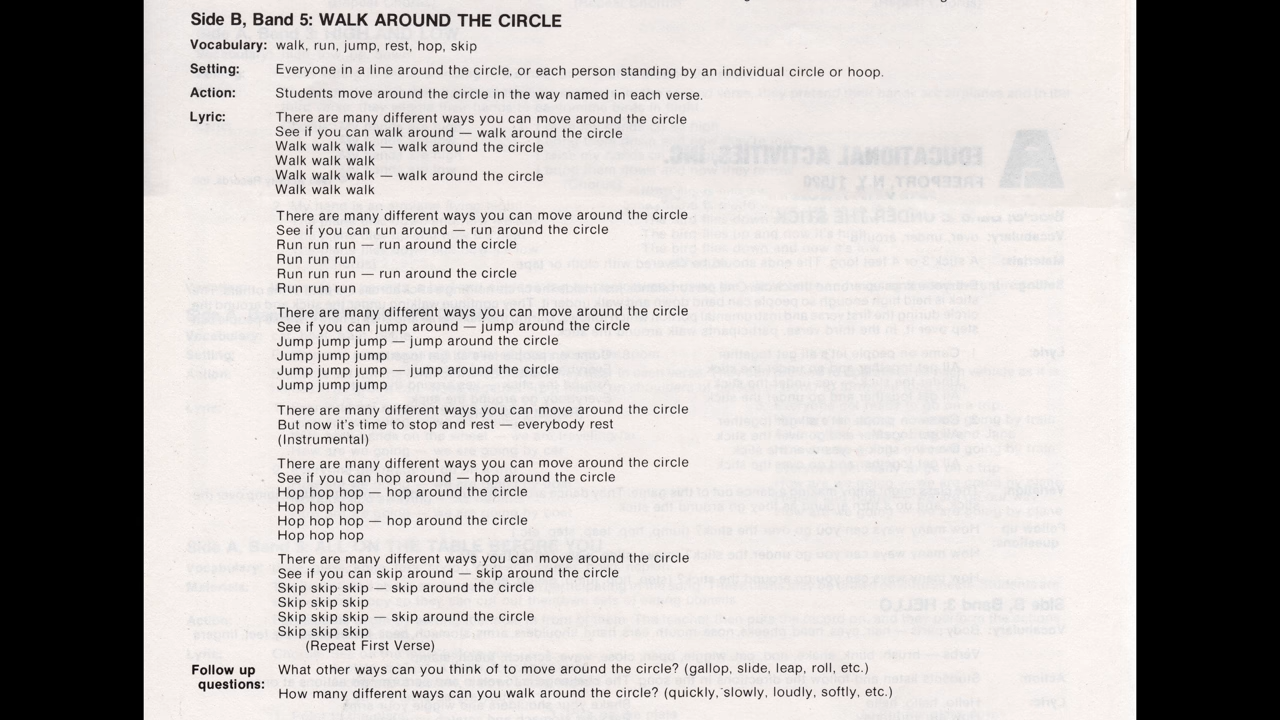 Side B, Band 5: WALK AROUND THE CIRCLE
Vocabulary: walk, run, jump, rest, hop, skip
Setting: Everyone in a line around the circle, or each person standing by an individual circle or hoop.
Action: Students move around the circle in the way named in each verse.
Lyric: There are many different ways you can move around the circle
See if you can walk around — walk around the circle
Walk walk walk — walk around the circle
Walk walk walk
Walk walk walk — walk around the circle
Walk walk walk
There are many different ways you can move around the circle
See if you can run around — run around the circle
Run run run — run around the circle
Run run run
Run run run — run around the circle
Run run run
There are many different ways you can move around the circle
See if you can jump around — jump around the circle
Jump jump jump — jump around the circle
Jump jump jump
Jump jump jump — jump around the circle
Jump jump jump
There are many different ways you can move around the circle
But now it's time to stop and rest — everybody rest
(Instrumental)
There are many different ways you can move around the circle
See if you can hop around — hop around the circle
Hop hop hop — hop around the circle
Hop hop hop
Hop hop hop — hop around the circle
Hop hop hop
There are many different ways you can move around the circle
See if you can skip around — skip around the circle
Skip skip skip — skip around the circle
Skip skip skip
Skip skip skip — skip around the circle
Skip skip skip
(Repeat First Verse)
Follow up questions: What other ways can you think of to move around the circle? (gallop, slide, leap, roll, etc.)
How many different ways can you walk around the circle? (quickly, slowly, loudly, softly, etc.)